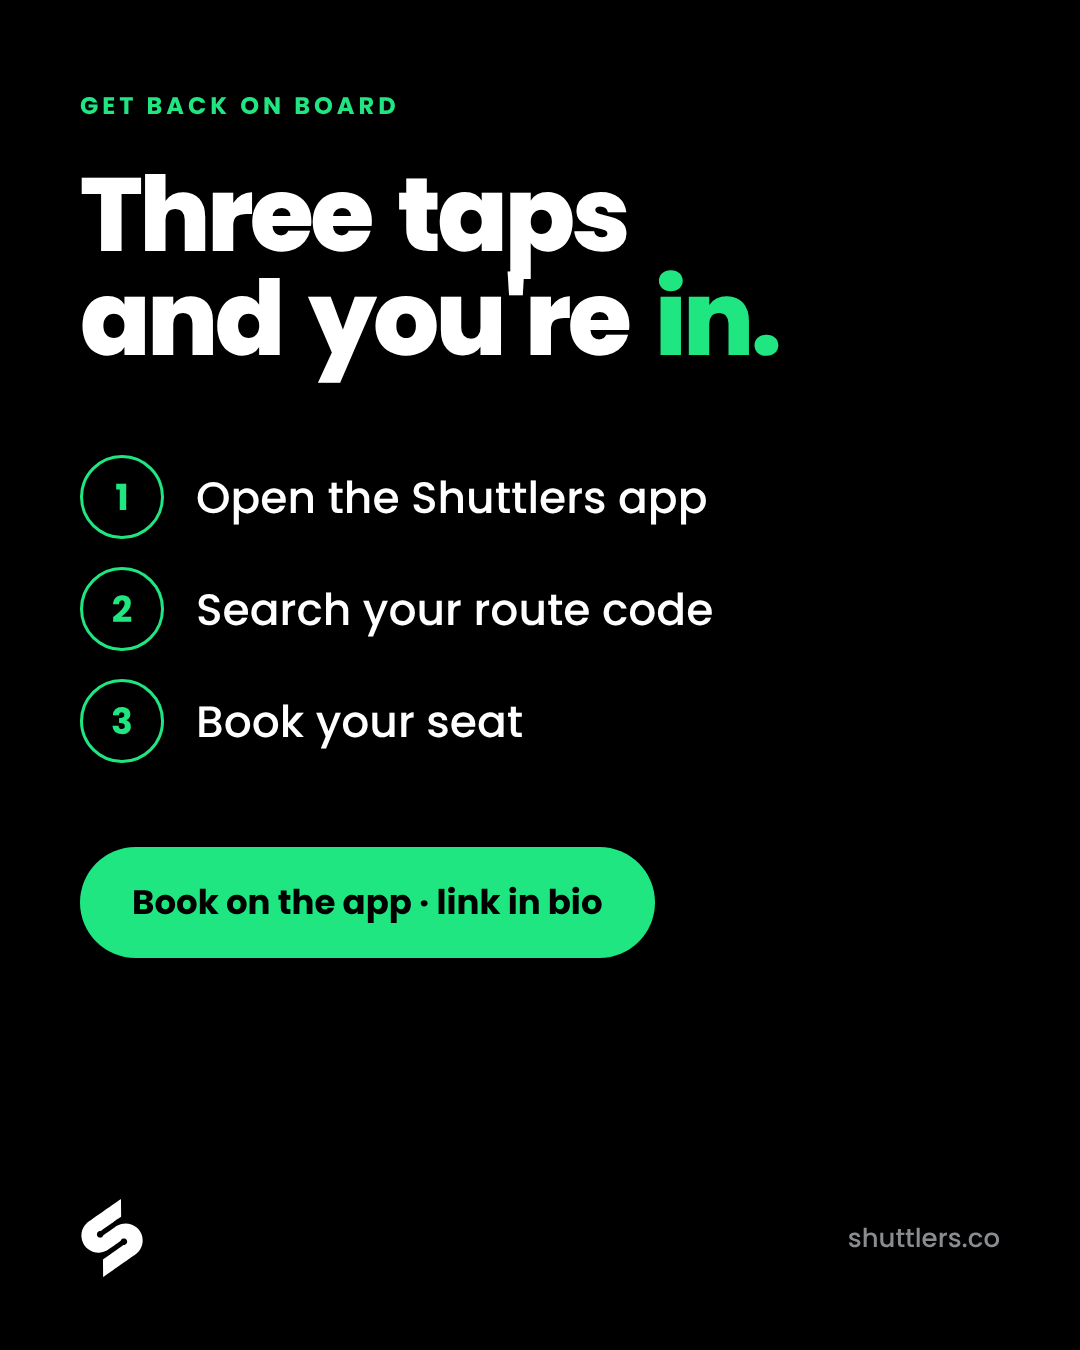 GET BACK ON BOARD
Three taps
and you're in.
1 Open the Shuttlers app
2 Search your route code
3 Book your seat
Book on the app · link in bio
shuttlers.co